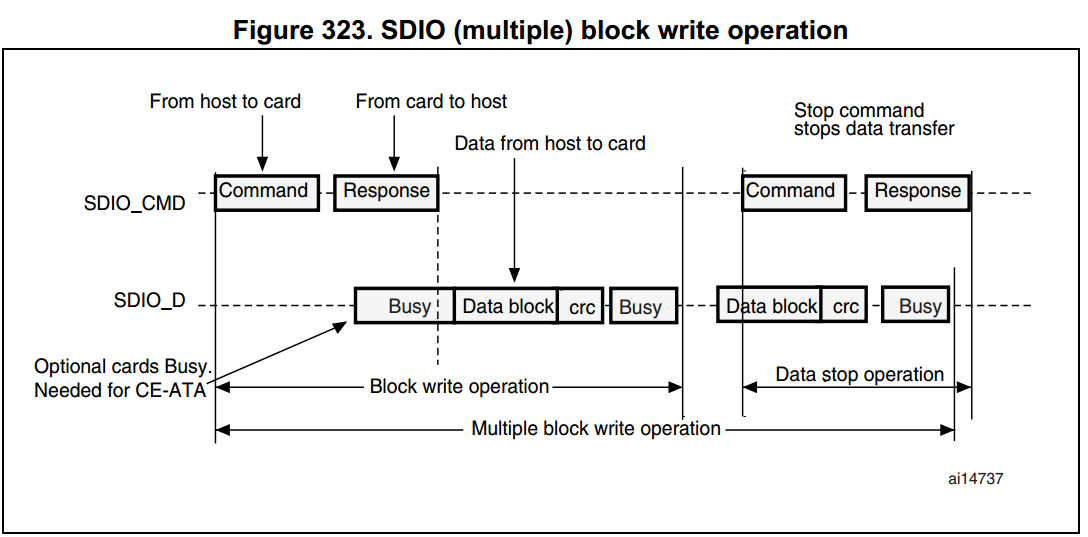 Figure 323. SDIO (multiple) block write operation
From host to card
From card to host
Stop command
stops data transfer
Data from host to card
SDIO_CMD
Command
Response
Command
Response
SDIO_D
Busy
Data block
crc
Busy
Data block
crc
Busy
Optional cards Busy.
Needed for CE-ATA
Block write operation
Data stop operation
Multiple block write operation
ai14737